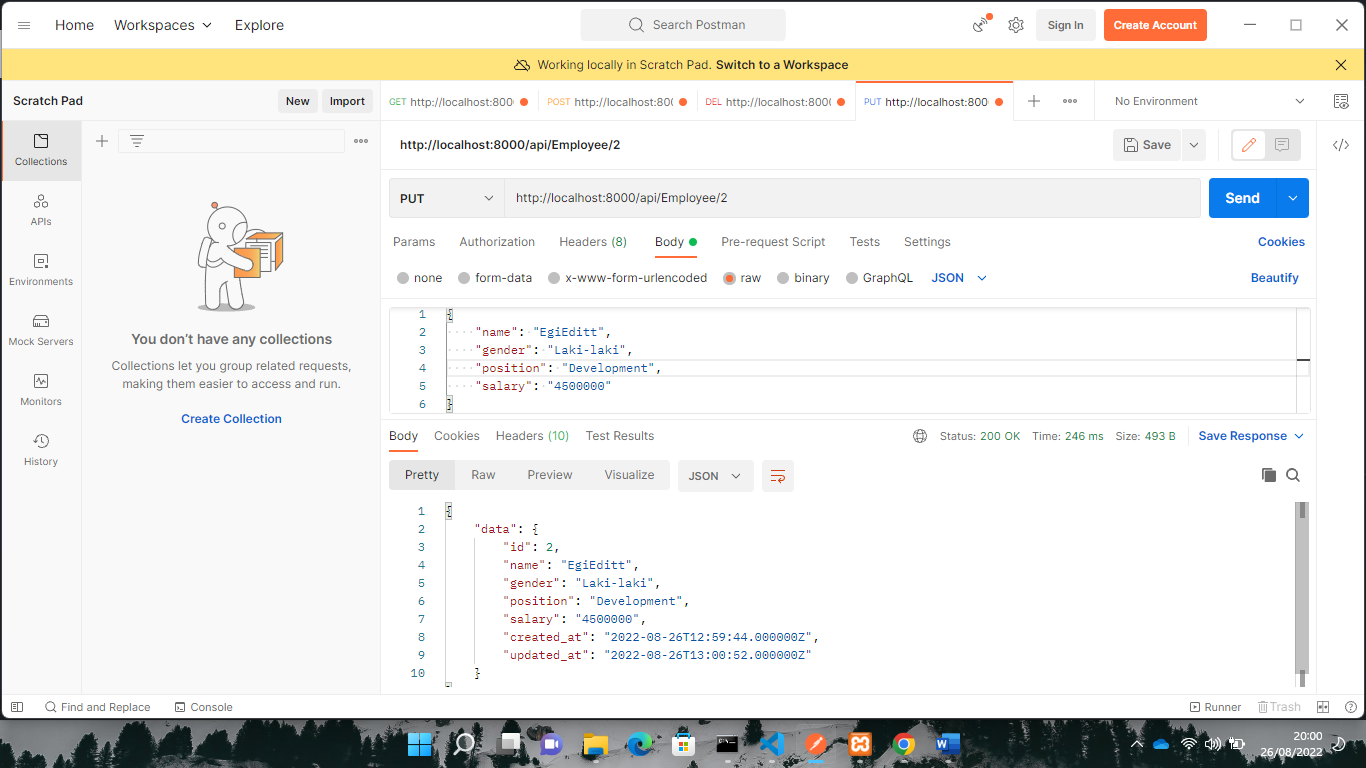 Home Workspaces Explore Search Postman Sign In Create Account
Working locally in Scratch Pad. Switch to a Workspace
Scratch Pad New Import
GET http://localhost:800 POST http://localhost:80 DEL http://localhost:800 PUT http://localhost:800 No Environment
Collections
APIs
Environments
Mock Servers
Monitors
History
You don't have any collections
Collections let you group related requests,
making them easier to access and run.
Create Collection
http://localhost:8000/api/Employee/2 Save
PUT http://localhost:8000/api/Employee/2 Send
Params Authorization Headers (8) Body Pre-request Script Tests Settings Cookies
none form-data x-www-form-urlencoded raw binary GraphQL JSON Beautify
1 {
2 "name": "EgiEditt",
3 "gender": "Laki-laki",
4 "position": "Development",
5 "salary": "4500000"
6 }
Body Cookies Headers (10) Test Results Status: 200 OK Time: 246 ms Size: 493 B Save Response
Pretty Raw Preview Visualize JSON
1 {
2 "data": {
3 "id": 2,
4 "name": "EgiEditt",
5 "gender": "Laki-laki",
6 "position": "Development",
7 "salary": "4500000",
8 "created_at": "2022-08-26T12:59:44.000000Z",
9 "updated_at": "2022-08-26T13:00:52.000000Z"
10 }
Find and Replace Console Runner Trash
20:00
26/08/2022